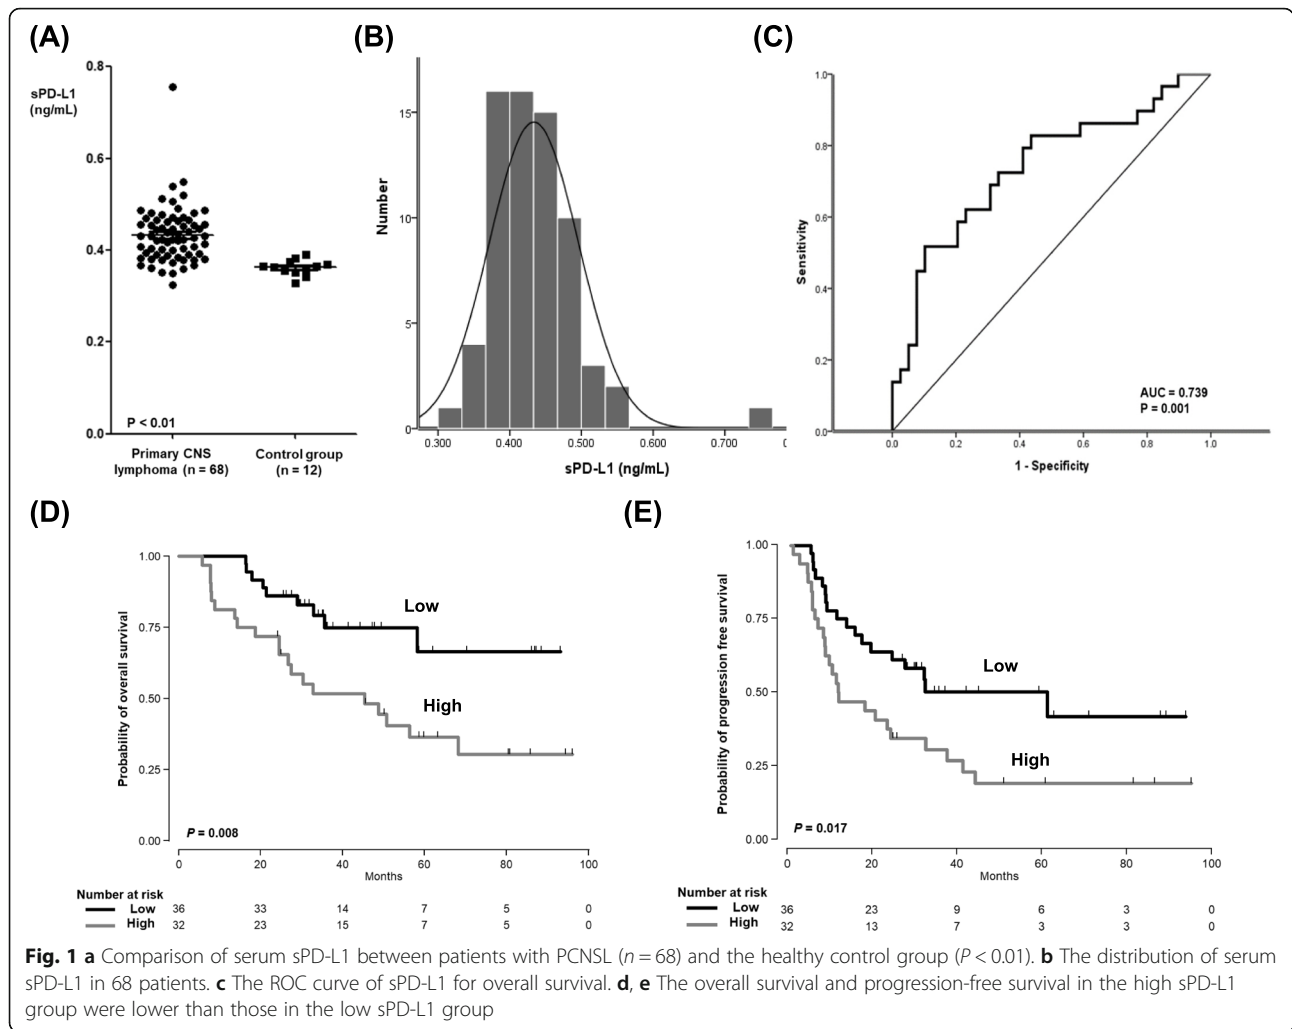 (A)
(B)
(C)
0.8
sPD-L1
(ng/mL)
0.6
0.4
0.2
0.0
P < 0.01
Primary CNS
lymphoma (n = 68)
Control group
(n = 12)
Number
15
10
5
0
0.300 0.400 0.500 0.600 0.700
sPD-L1 (ng/mL)
Sensitivity
1.0
0.8
0.6
0.4
0.2
0.0
AUC = 0.739
P = 0.001
0.0 0.2 0.4 0.6 0.8 1.0
1 - Specificity
(D)
(E)
Probability of overall survival
1.00
0.75
0.50
0.25
0.00
Low
High
P = 0.008
0 20 40 60 80 100
Months
Number at risk
Low 36 33 14 7 5 0
High 32 23 15 7 5 0
Probability of progression free survival
1.00
0.75
0.50
0.25
0.00
Low
High
P = 0.017
0 20 40 60 80 100
Months
Number at risk
Low 36 23 9 6 3 0
High 32 13 7 3 3 0
Fig. 1 a Comparison of serum sPD-L1 between patients with PCNSL (n = 68) and the healthy control group (P < 0.01). b The distribution of serum
sPD-L1 in 68 patients. c The ROC curve of sPD-L1 for overall survival. d, e The overall survival and progression-free survival in the high sPD-L1
group were lower than those in the low sPD-L1 group